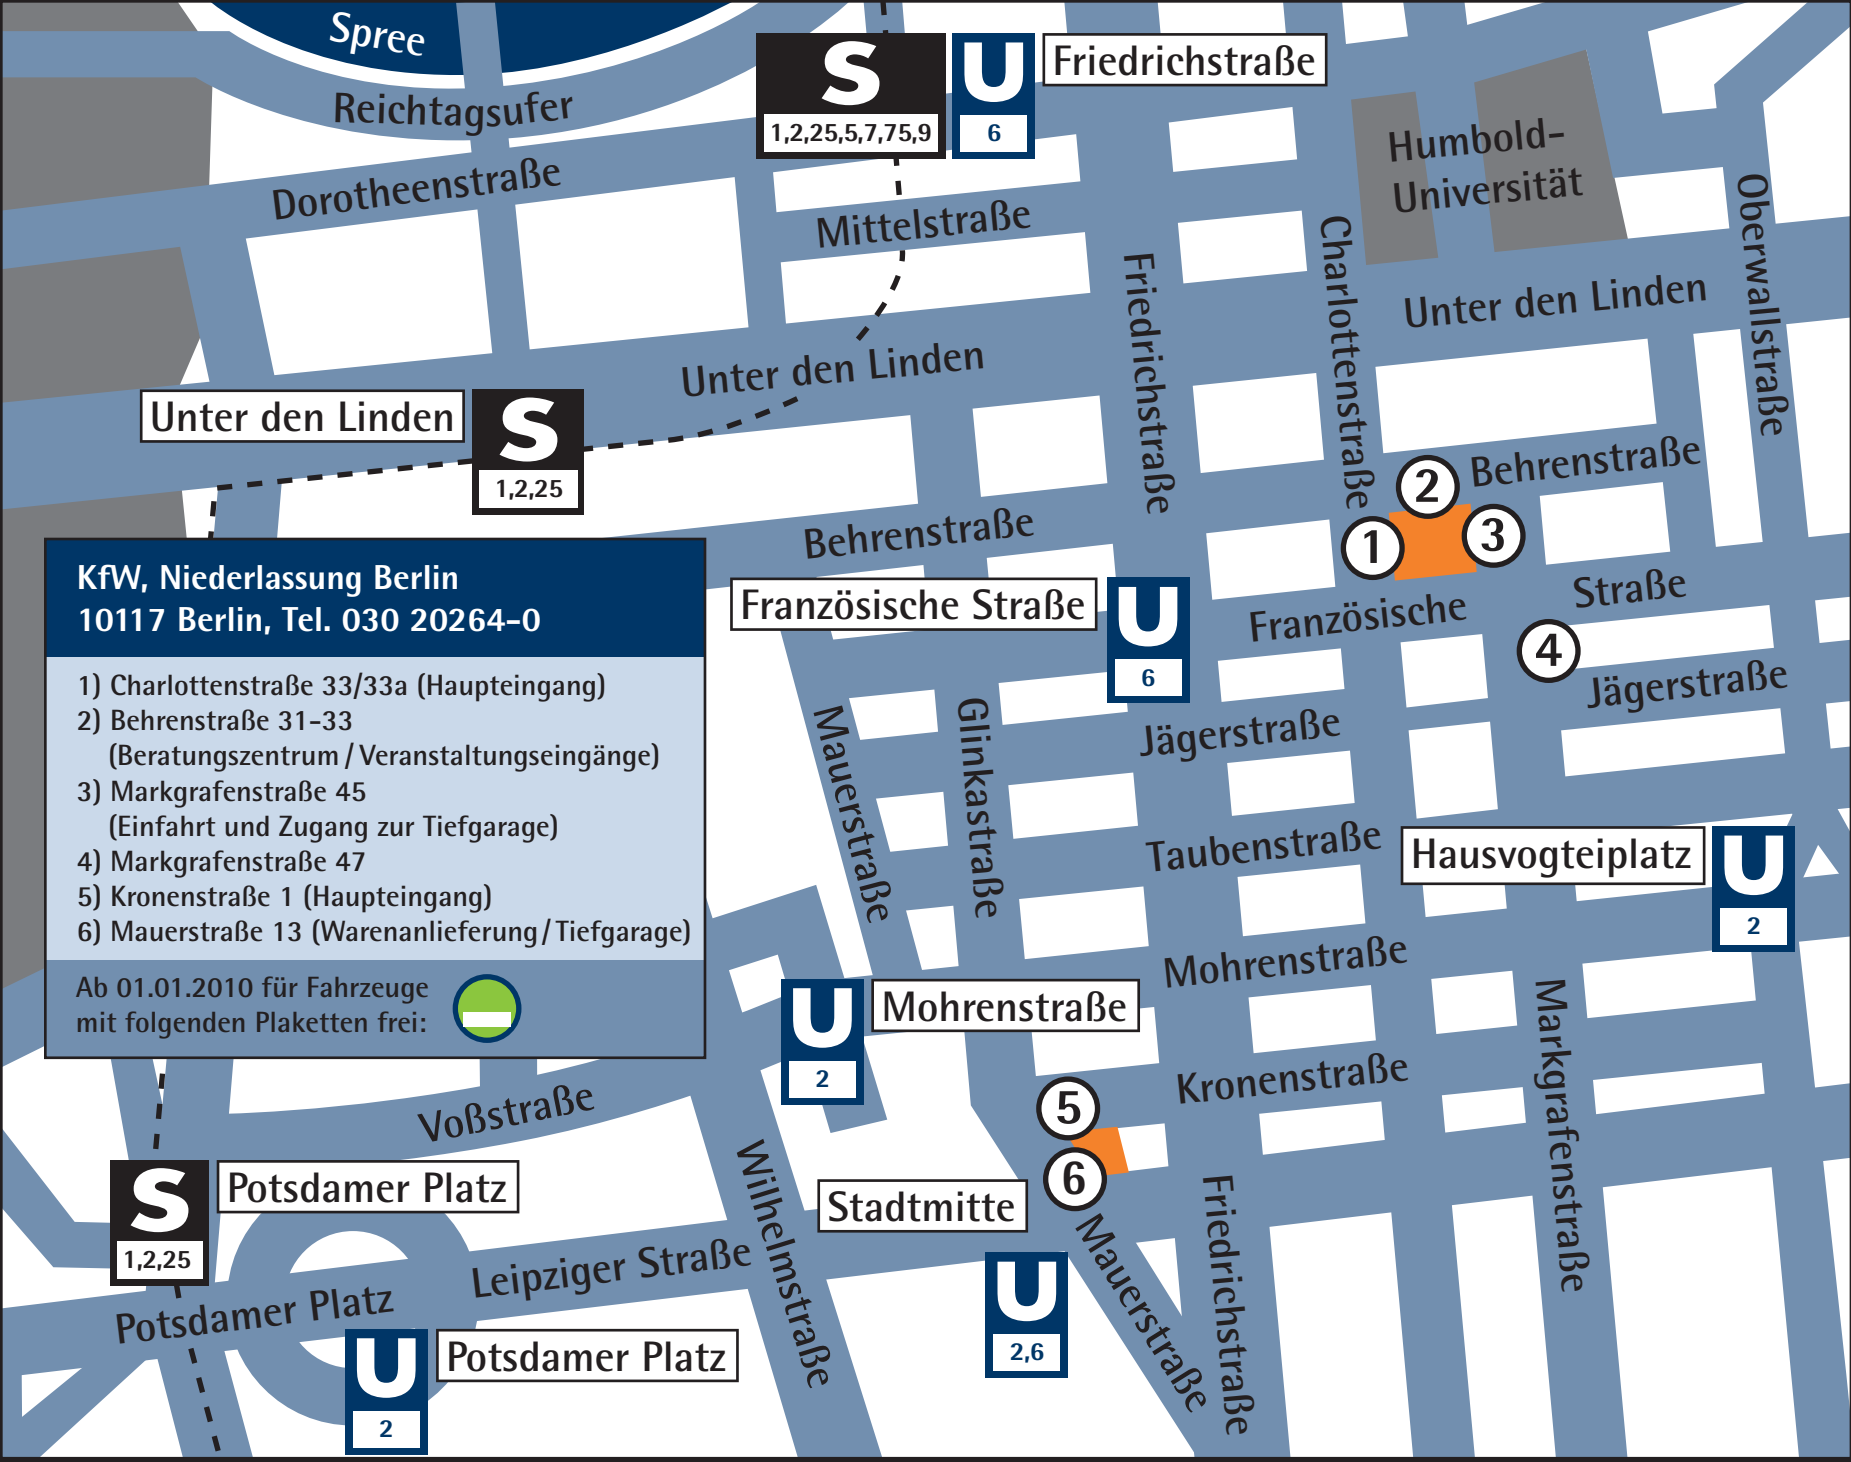 Spree
Reichtagsufer
S
1,2,25,5,7,75,9
U
6
Friedrichstraße
Humbold-
Universität
Dorotheenstraße
Mittelstraße
Oberwallstraße
Charlottenstraße
Friedrichstraße
Unter den Linden
Unter den Linden
Unter den Linden
S
1,2,25
Behrenstraße
2
1
3
Behrenstraße
KfW, Niederlassung Berlin
10117 Berlin, Tel. 030 20264-0
1) Charlottenstraße 33/33a (Haupteingang)
2) Behrenstraße 31-33
(Beratungszentrum / Veranstaltungseingänge)
3) Markgrafenstraße 45
(Einfahrt und Zugang zur Tiefgarage)
4) Markgrafenstraße 47
5) Kronenstraße 1 (Haupteingang)
6) Mauerstraße 13 (Warenanlieferung / Tiefgarage)
Ab 01.01.2010 für Fahrzeuge
mit folgenden Plaketten frei:
Französische Straße
U
6
Französische
Straße
4
Jägerstraße
Jägerstraße
Mauerstraße
Glinkastraße
Taubenstraße
Hausvogteiplatz
U
2
Mohrenstraße
U
2
Mohrenstraße
Markgrafenstraße
Kronenstraße
5
6
Voßstraße
Wilhelmstraße
S
1,2,25
Potsdamer Platz
Stadtmitte
U
2,6
Mauerstraße
Friedrichstraße
Leipziger Straße
Potsdamer Platz
U
2
Potsdamer Platz